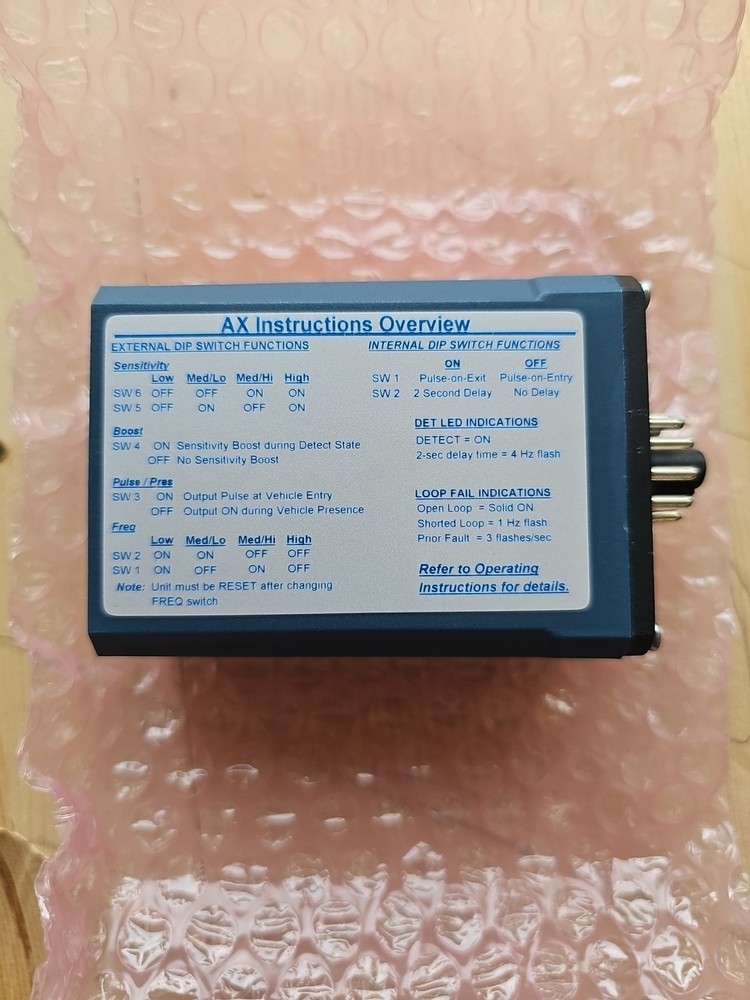 AX Instructions Overview
EXTERNAL DIP SWITCH FUNCTIONS
Sensitivity
Low Med/Lo Med/Hi High
SW 6 OFF OFF ON ON
SW 5 OFF ON OFF ON
Boost
SW 4 ON Sensitivity Boost during Detect State
OFF No Sensitivity Boost
Pulse / Pres
SW 3 ON Output Pulse at Vehicle Entry
OFF Output ON during Vehicle Presence
Freq
Low Med/Lo Med/Hi High
SW 2 ON ON OFF OFF
SW 1 ON OFF ON OFF
Note: Unit must be RESET after changing
FREQ switch
INTERNAL DIP SWITCH FUNCTIONS
ON OFF
SW 1 Pulse-on-Exit Pulse-on-Entry
SW 2 2 Second Delay No Delay
DET LED INDICATIONS
DETECT = ON
2-sec delay time = 4 Hz flash
LOOP FAIL INDICATIONS
Open Loop = Solid ON
Shorted Loop = 1 Hz flash
Prior Fault = 3 flashes/sec
Refer to Operating
Instructions for details.